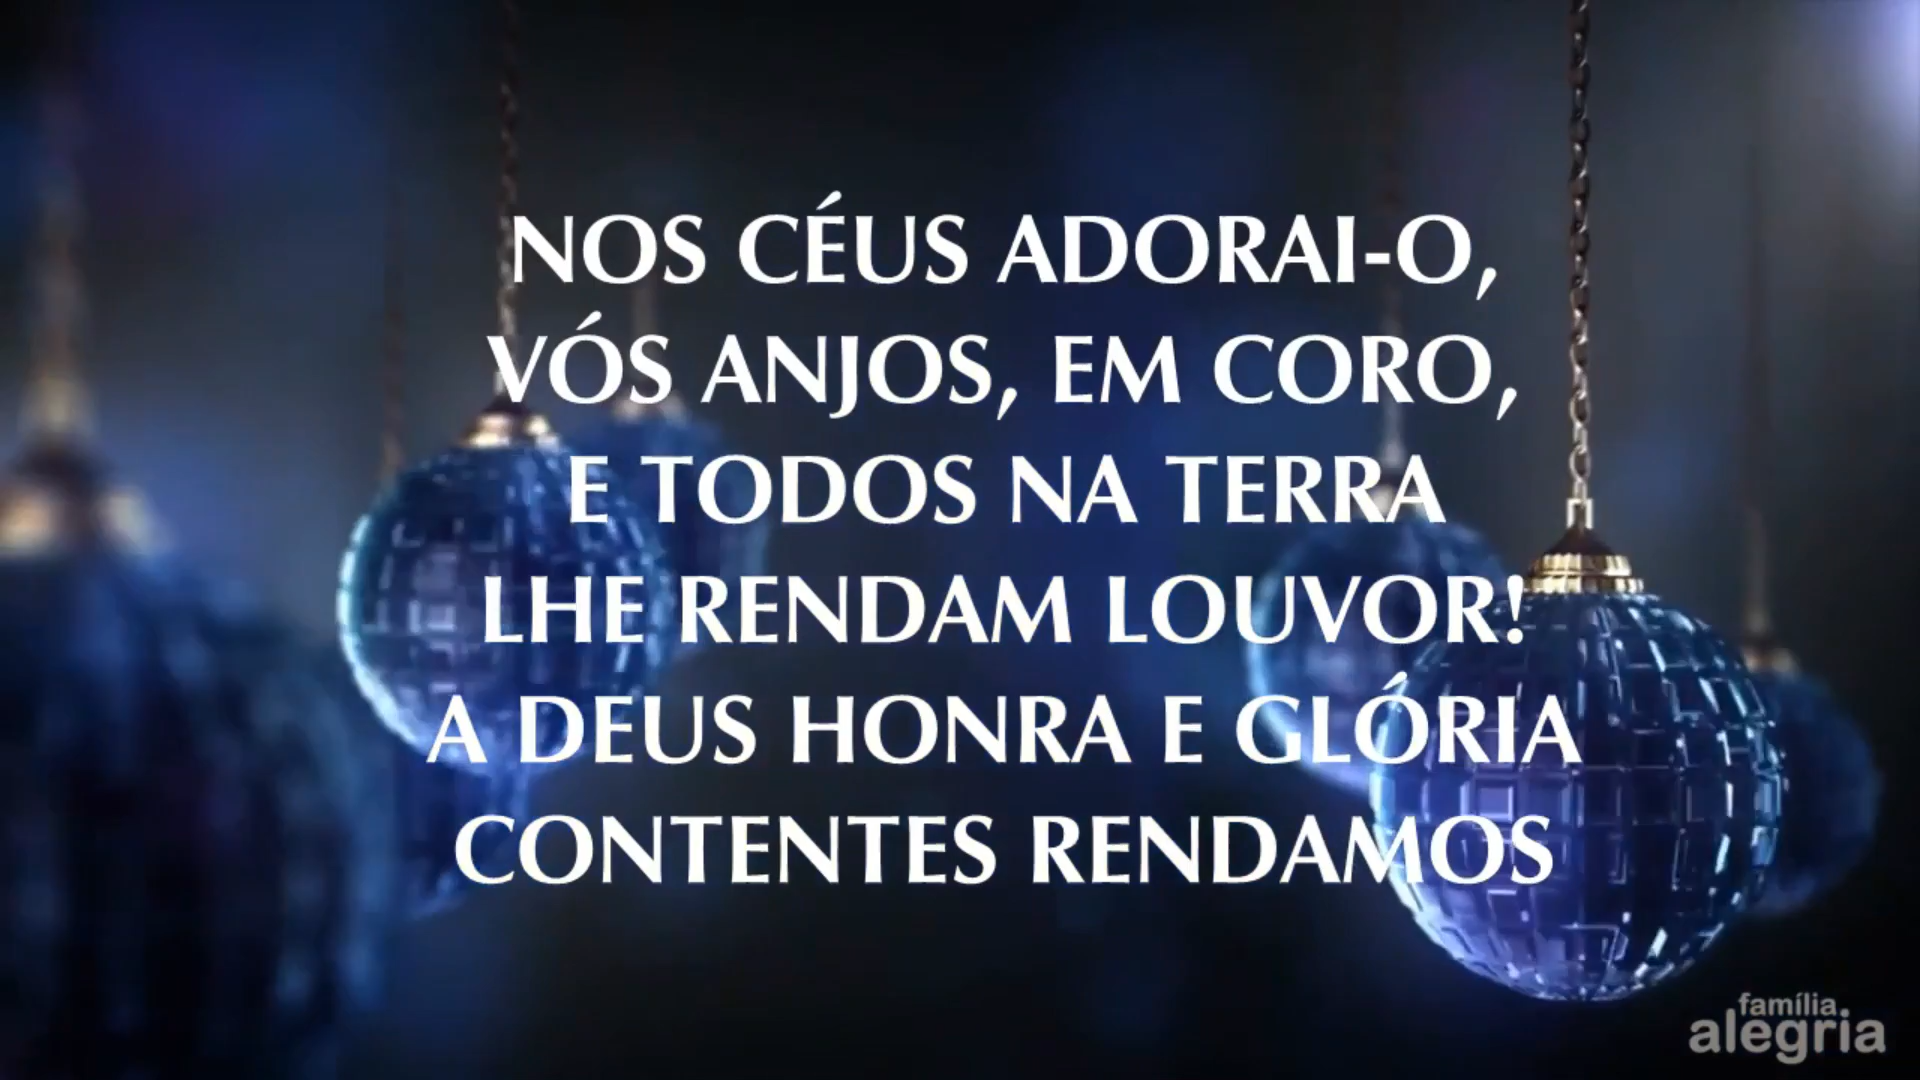 NOS CÉUS ADORAI-O,
VÓS ANJOS, EM CORO,
E TODOS NA TERRA
LHE RENDAM LOUVOR!
A DEUS HONRA E GLÓRIA
CONTENTES RENDAMOS
família
alegria